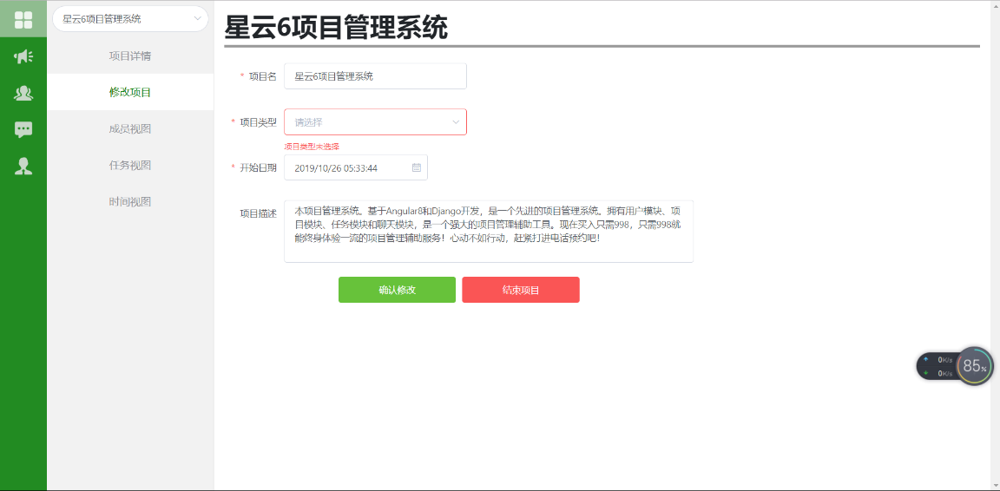 星云6项目管理系统
项目详情
修改项目
成员视图
任务视图
时间视图
星云6项目管理系统
* 项目名
星云6项目管理系统
* 项目类型
请选择
项目类型未选择
* 开始日期
2019/10/26 05:33:44
项目描述
本项目管理系统。基于Angular8和Django开发，是一个先进的项目管理系统。拥有用户模块、项
目模块、任务模块和聊天模块，是一个强大的项目管理辅助工具。现在买入只需998，只需998就
能终身体验一流的项目管理辅助服务！心动不如行动，赶紧打进电话预约吧！
确认修改
结束项目
0K/s
0K/s
85%